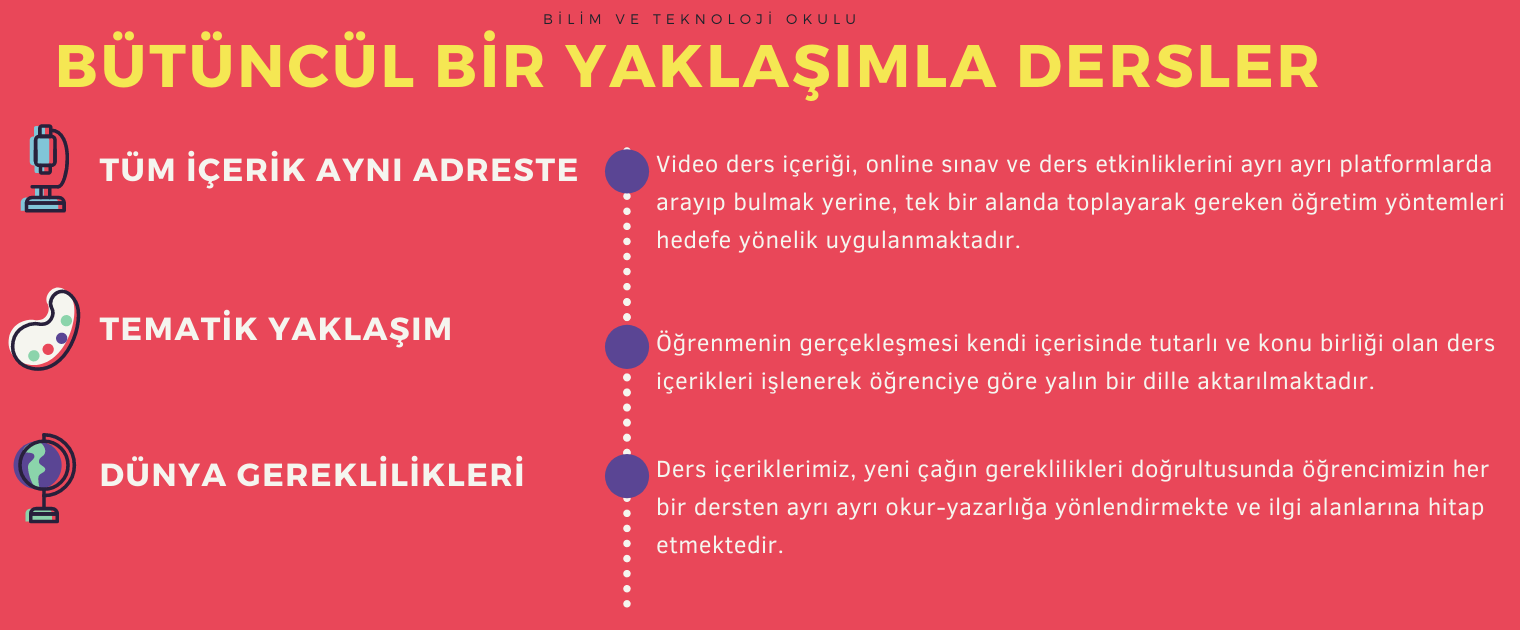 BİLİM VE TEKNOLOJİ OKULU
BÜTÜNCÜL BİR YAKLAŞIMLA DERSLER
TÜM İÇERİK AYNI ADRESTE
Video ders içeriği, online sınav ve ders etkinliklerini ayrı ayrı platformlarda
arayıp bulmak yerine, tek bir alanda toplayarak gereken öğretim yöntemleri
hedefe yönelik uygulanmaktadır.
TEMATİK YAKLAŞIM
Öğrenmenin gerçekleşmesi kendi içerisinde tutarlı ve konu birliği olan ders
içerikleri işlenerek öğrenciye göre yalın bir dille aktarılmaktadır.
DÜNYA GEREKLİLİKLERİ
Ders içeriklerimiz, yeni çağın gereklilikleri doğrultusunda öğrencimizin her
bir dersten ayrı ayrı okur-yazarlığa yönlendirmekte ve ilgi alanlarına hitap
etmektedir.